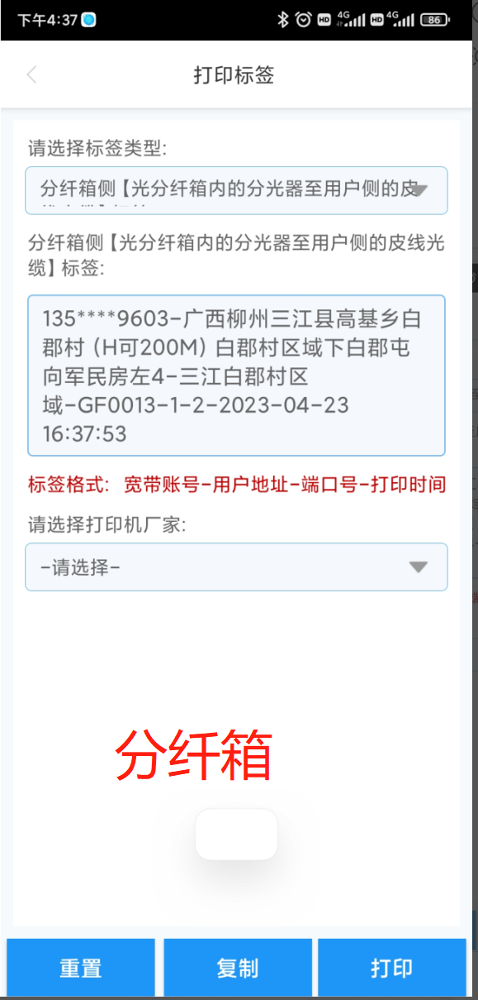 下午4:37
HD 4G HD 4G 86
打印标签
请选择标签类型:
分纤箱侧【光分纤箱内的分光器至用户侧的皮
分纤箱侧【光分纤箱内的分光器至用户侧的皮线光
缆】标签:
135****9603-广西柳州三江县高基乡白
郡村（H可200M）白郡村区域下白郡屯
向军民房左4-三江白郡村区
域-GF0013-1-2-2023-04-23
16:37:53
标签格式: 宽带账号-用户地址-端口号-打印时间
请选择打印机厂家:
-请选择-
分纤箱
重置 复制 打印